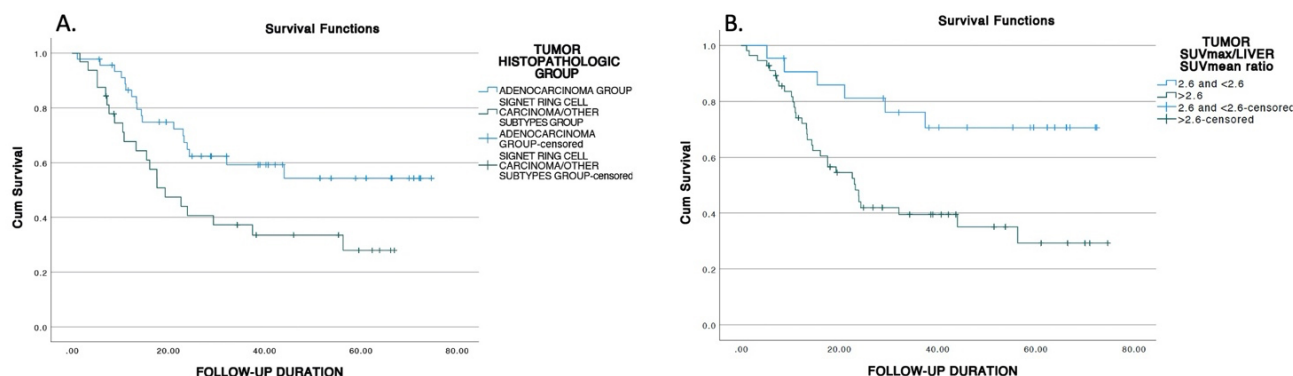 A.
Survival Functions
1.0
0.8
0.6
0.4
0.2
0.0
Cum Survival
.00 20.00 40.00 60.00 80.00
FOLLOW-UP DURATION
TUMOR
HISTOPATHOLOGIC
GROUP
ADENOCARCINOMA GROUP
SIGNET RING CELL
CARCINOMA/OTHER
SUBTYPES GROUP
ADENOCARCINOMA
GROUP-censored
SIGNET RING CELL
CARCINOMA/OTHER
SUBTYPES GROUP-censored
B.
Survival Functions
1.0
0.8
0.6
0.4
0.2
0.0
Cum Survival
.00 20.00 40.00 60.00 80.00
FOLLOW-UP DURATION
TUMOR
SUVmax/LIVER
SUVmean ratio
2.6 and <2.6
>2.6
2.6 and <2.6-censored
>2.6-censored